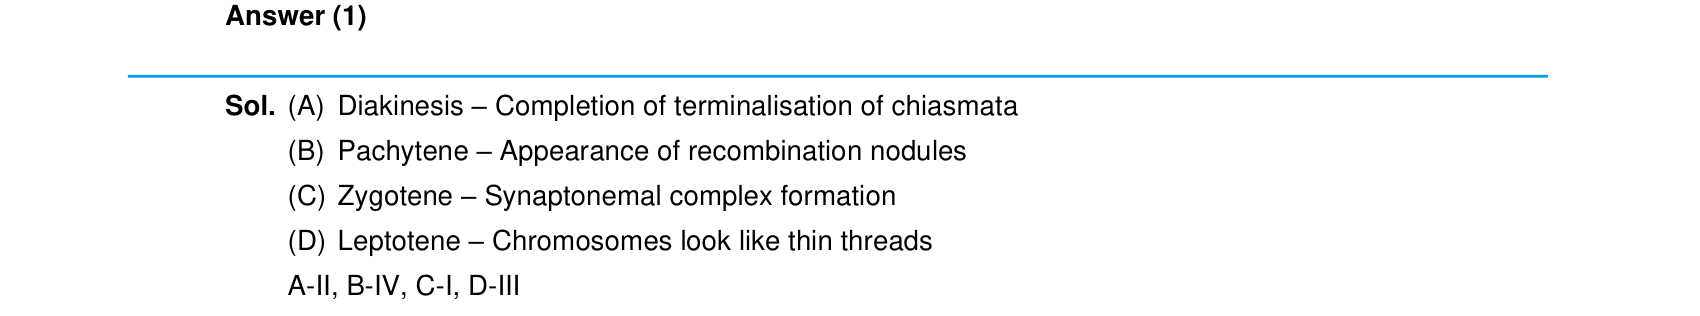 Answer (1)
Sol. (A) Diakinesis – Completion of terminalisation of chiasmata
(B) Pachytene – Appearance of recombination nodules
(C) Zygotene – Synaptonemal complex formation
(D) Leptotene – Chromosomes look like thin threads
A-II, B-IV, C-I, D-III